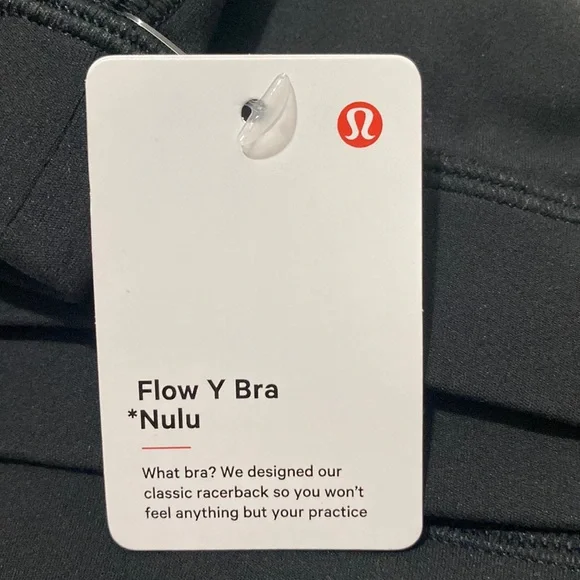 Flow Y Bra
*Nulu
What bra? We designed our
classic racerback so you won't
feel anything but your practice